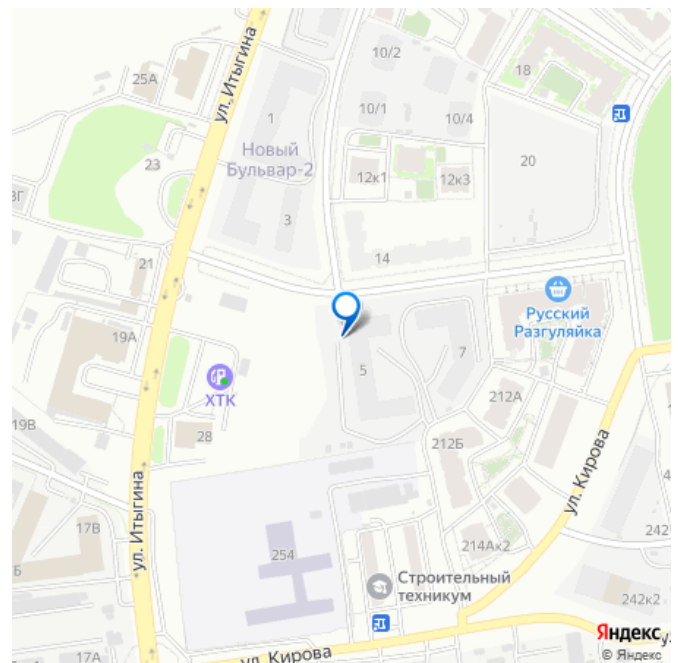 10/2
25А
18
ул. Итыгина
10/1
1
10/4
Новый
Бульвар-2
20
23
12к1
12к3
3Г
3
14
21
Русский
Разгуляйка
19А
7
5
ХТК
212А
28
19В
212Б
ул. Кирова
ул. Итыгина
17В
242
214Ак2
254
Б
Строительный
техникум
242к2
Яндекс
ул. Кирова
17А
© Яндекс